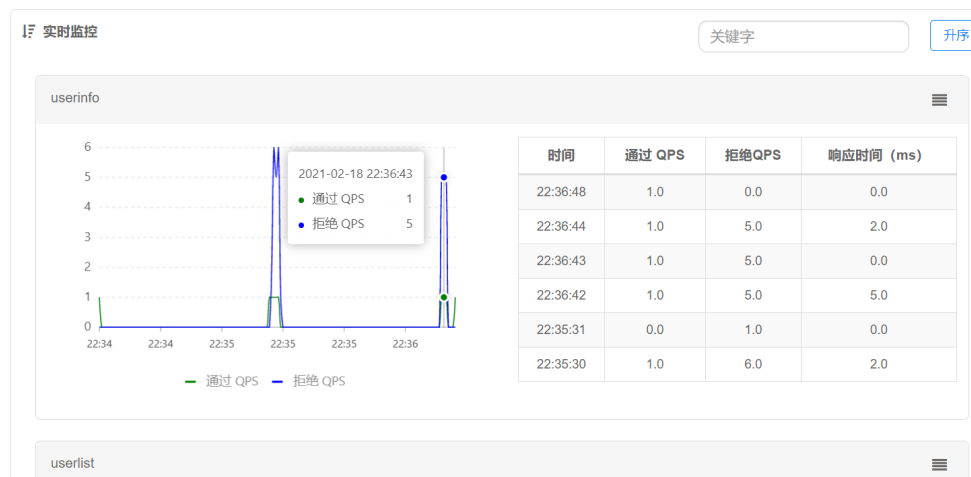 实时监控
关键字
升序
userinfo
6
5
4
3
2
1
0
22:34 22:34 22:35 22:35 22:35 22:36
2021-02-18 22:36:43
通过 QPS 1
拒绝 QPS 5
通过 QPS 拒绝 QPS
时间 通过 QPS 拒绝QPS 响应时间（ms）
22:36:48 1.0 0.0 0.0
22:36:44 1.0 5.0 2.0
22:36:43 1.0 5.0 0.0
22:36:42 1.0 5.0 5.0
22:35:31 0.0 1.0 0.0
22:35:30 1.0 6.0 2.0
userlist